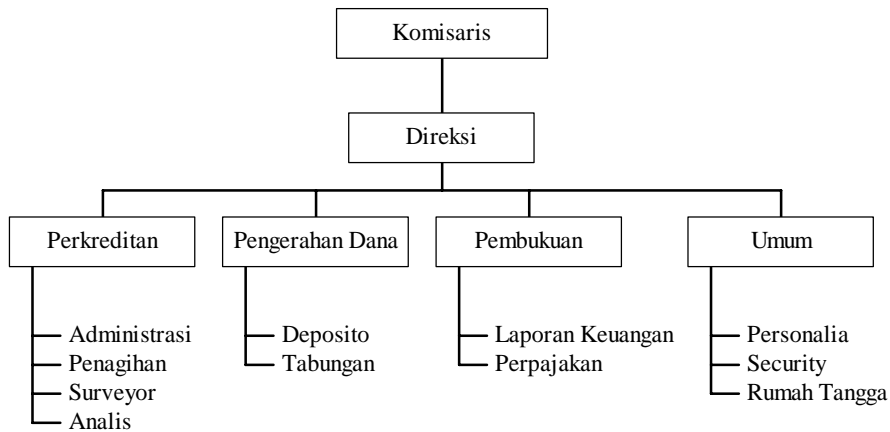 Komisaris
Direksi
Perkreditan
Pengerahan Dana
Pembukuan
Umum
Administrasi
Penagihan
Surveyor
Analis
Deposito
Tabungan
Laporan Keuangan
Perpajakan
Personalia
Security
Rumah Tangga